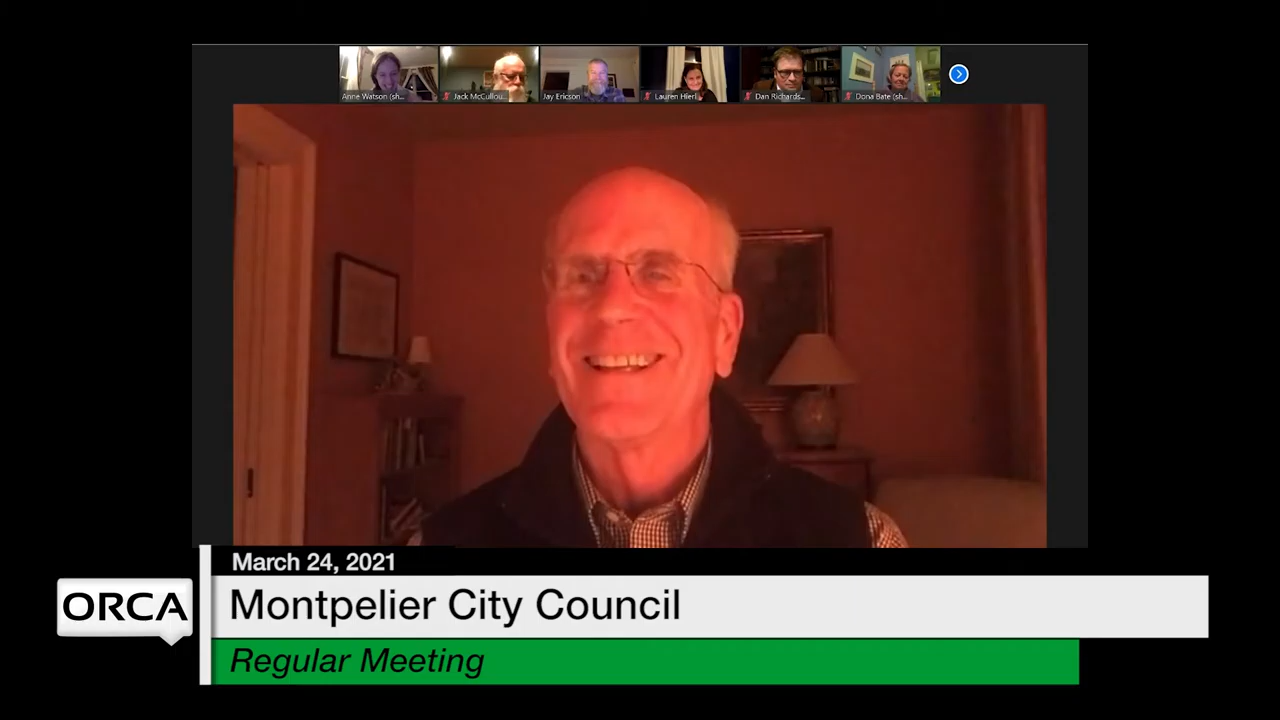 Anne Watson (sh...
Jack McCullou...
Jay Ericson
Lauren Hierl
Dan Richards...
Dona Bate (sh...
March 24, 2021
ORCA
Montpelier City Council
Regular Meeting